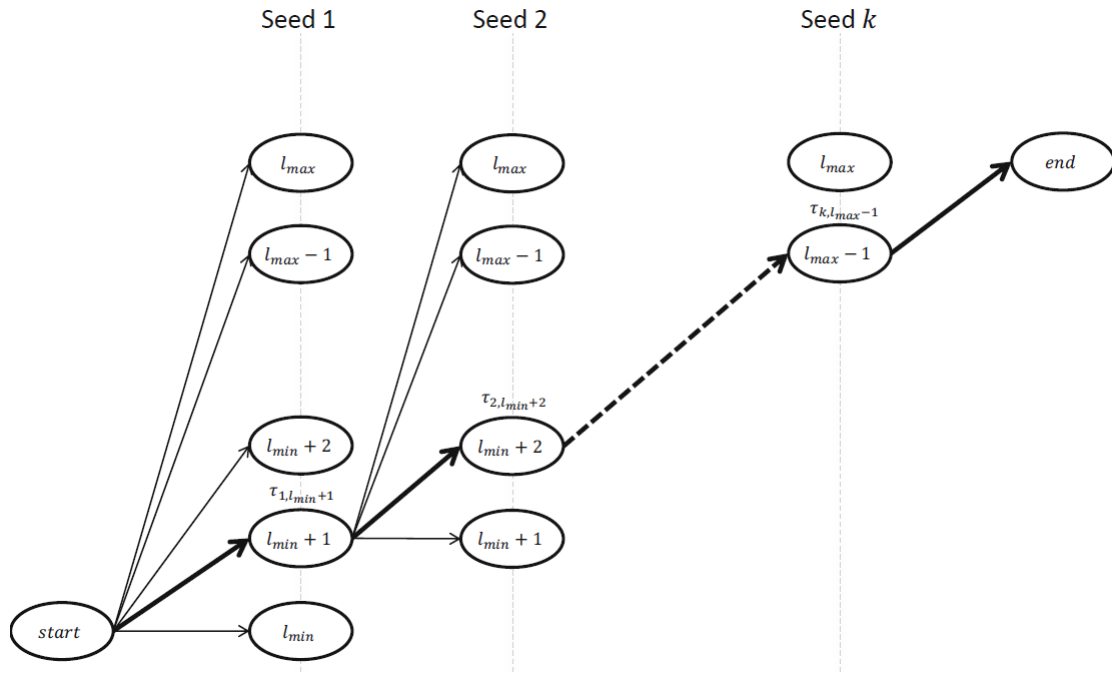 Seed 1 Seed 2 Seed k
l_max l_max l_max end
τ_{k,l_max−1}
l_max − 1 l_max − 1 l_max − 1
τ_{2,l_min+2}
l_min + 2 l_min + 2
τ_{1,l_min+1}
l_min + 1 l_min + 1
start l_min